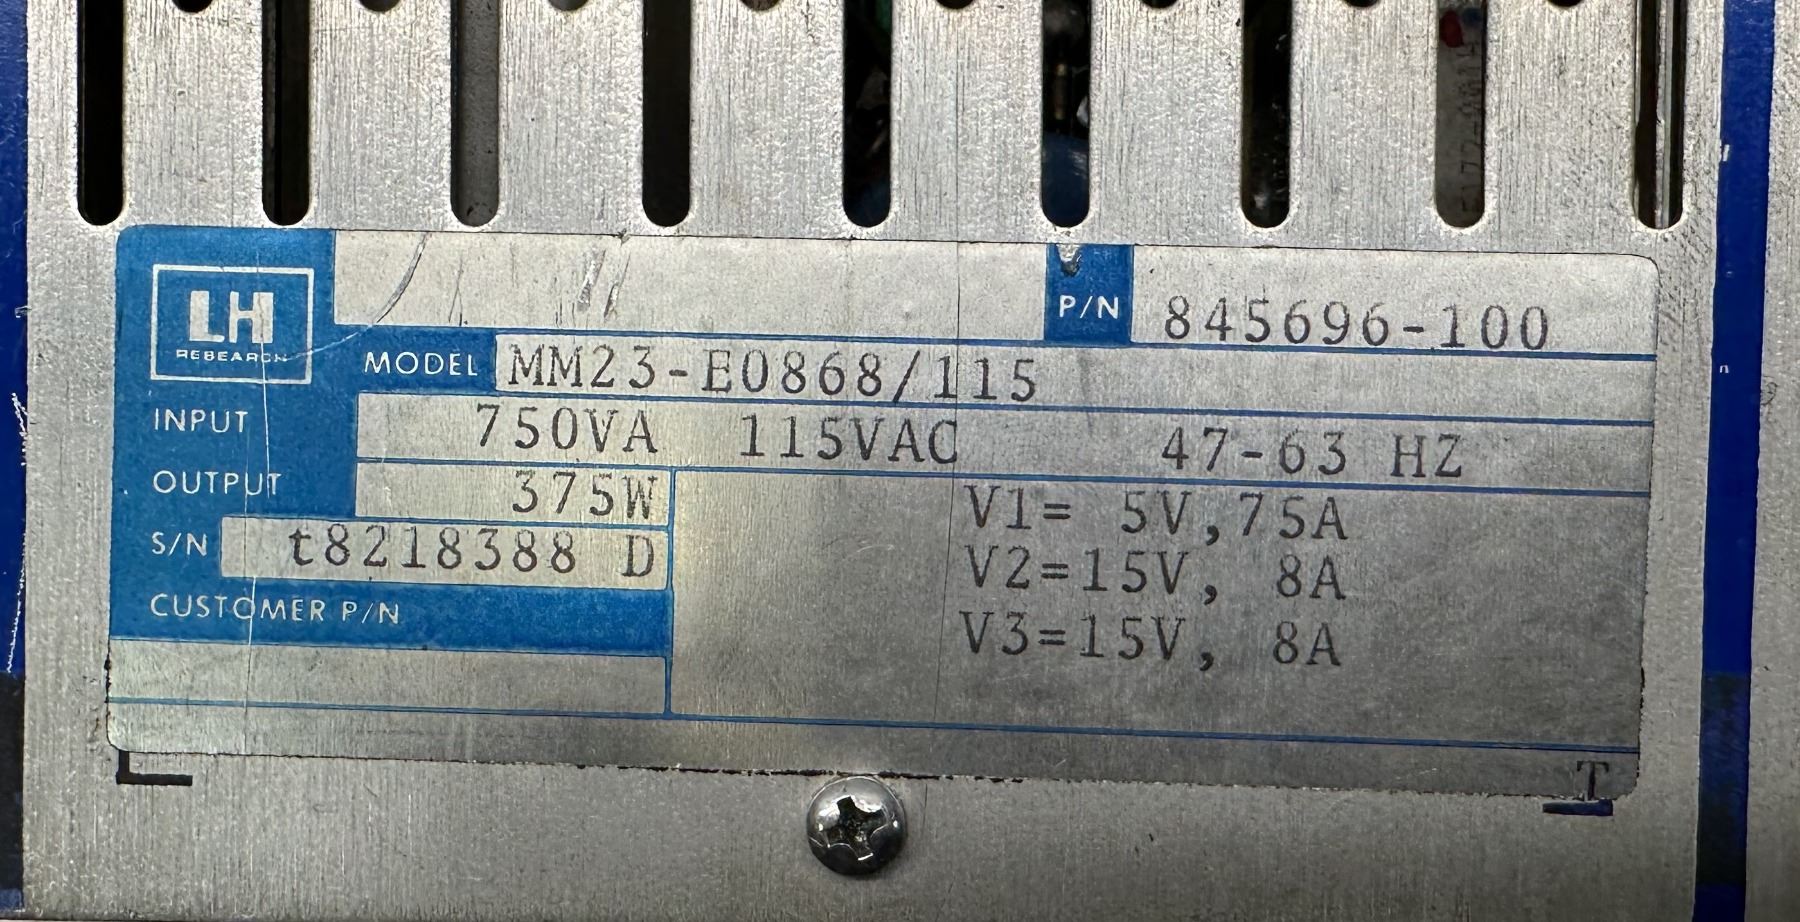 LH
RESEARCH
P/N 845696-100
MODEL MM23-E0868/115
INPUT 750VA 115VAC 47-63 HZ
OUTPUT 375W
V1= 5V,75A
S/N t8218388 D
V2=15V, 8A
CUSTOMER P/N
V3=15V, 8A
T